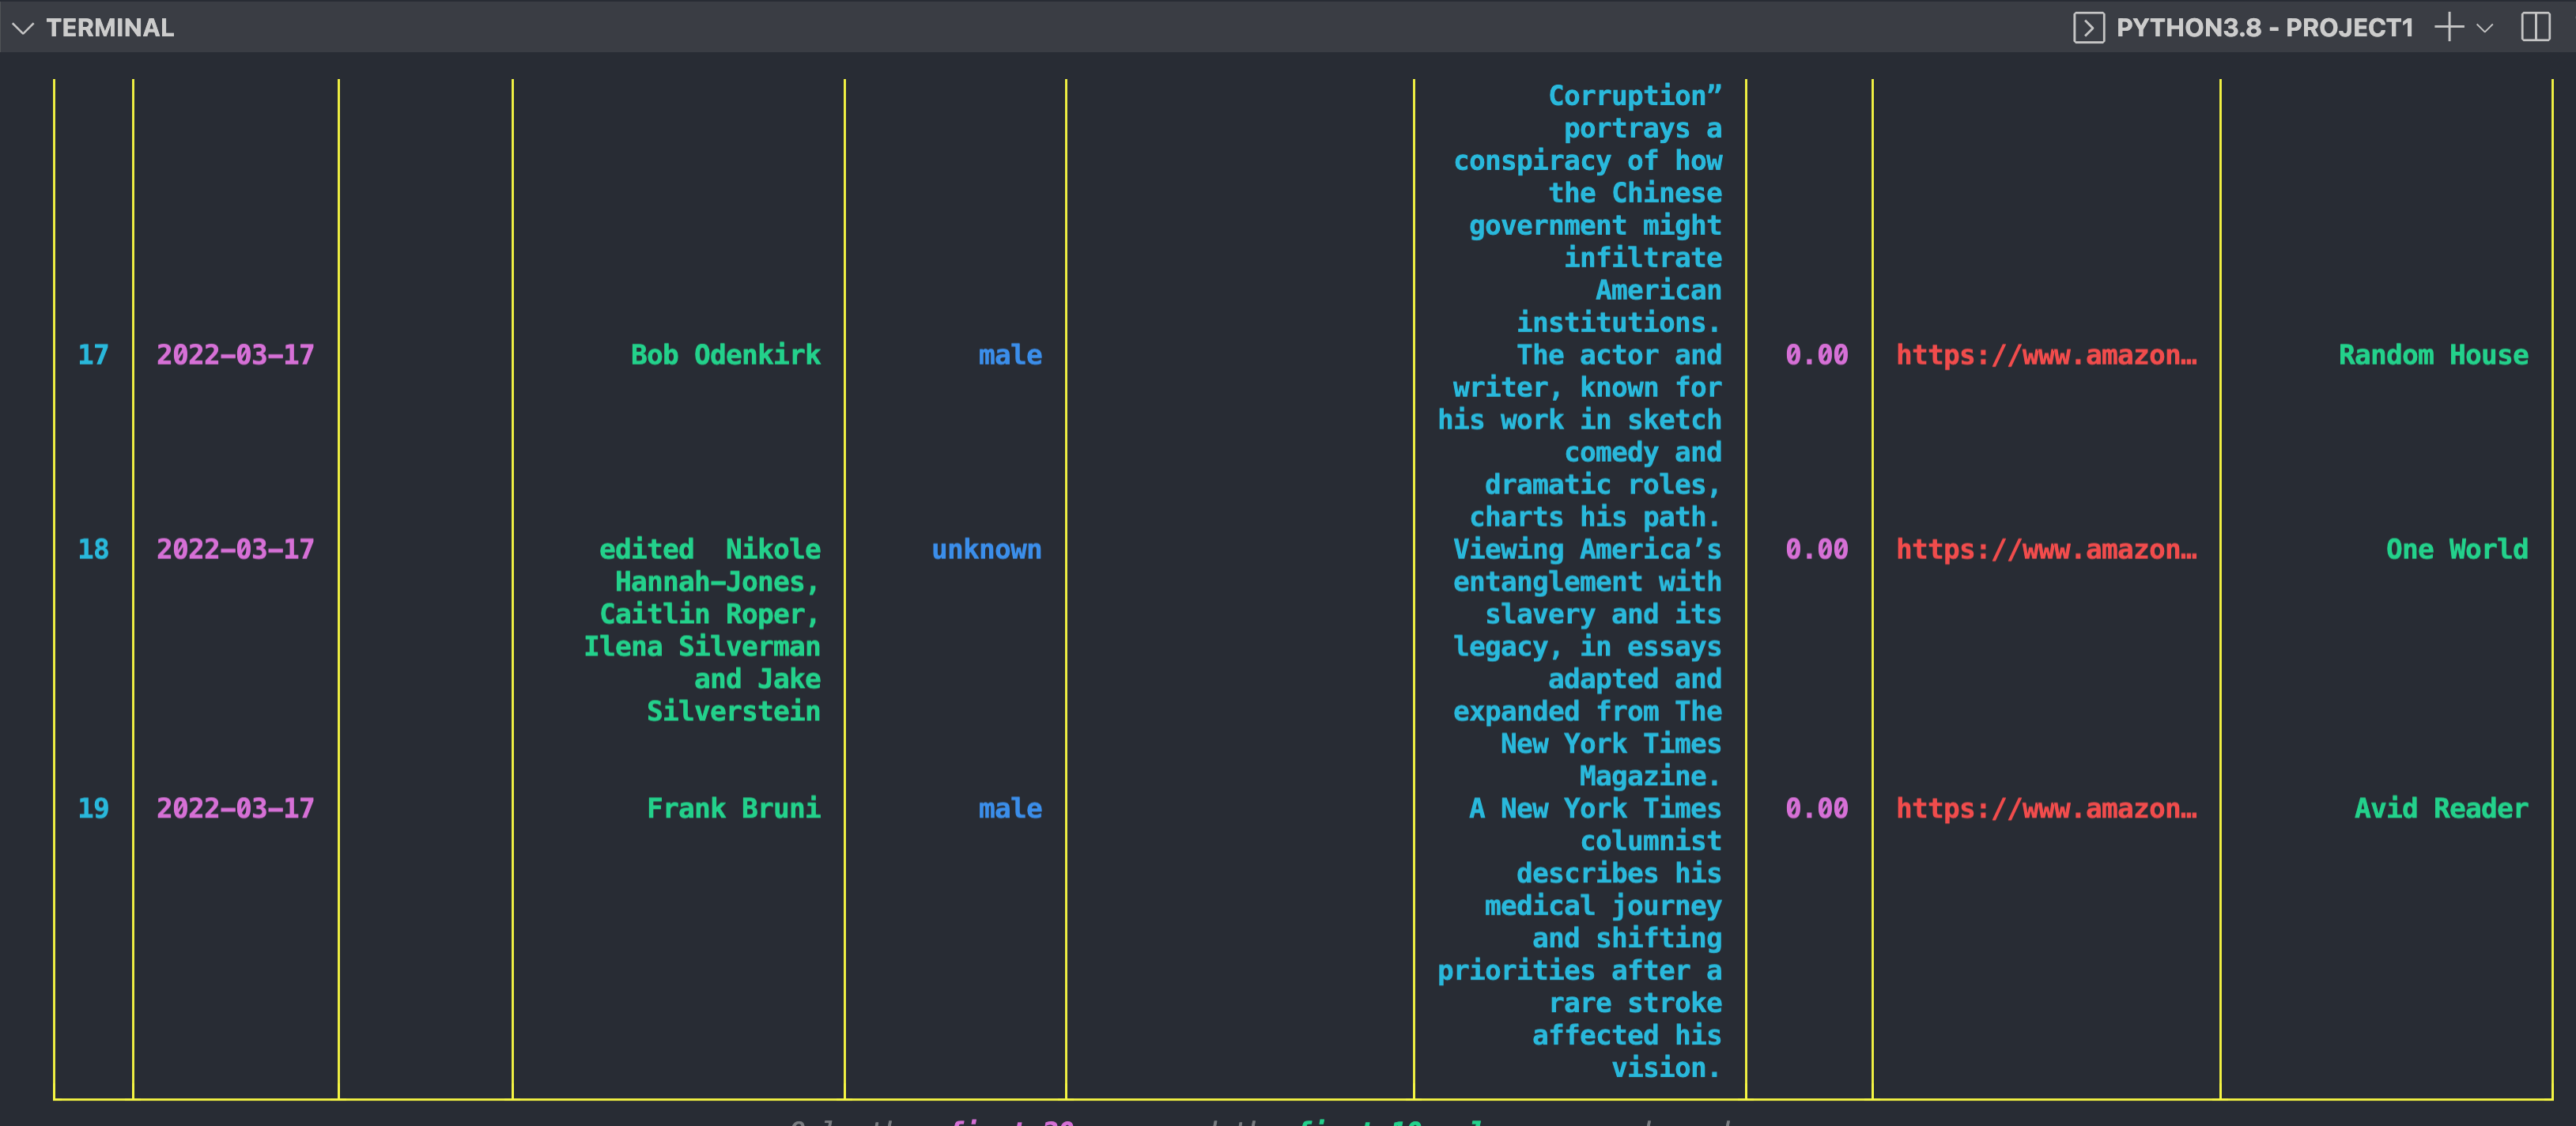 TERMINAL PYTHON3.8 - PROJECT1
Corruption”
portrays a
conspiracy of how
the Chinese
government might
infiltrate
American
institutions.
17 2022-03-17 Bob Odenkirk male The actor and 0.00 https://www.amazon… Random House
writer, known for
his work in sketch
comedy and
dramatic roles,
charts his path.
18 2022-03-17 edited  Nikole unknown Viewing America’s 0.00 https://www.amazon… One World
Hannah-Jones, entanglement with
Caitlin Roper, slavery and its
Ilena Silverman legacy, in essays
and Jake adapted and
Silverstein expanded from The
New York Times
Magazine.
19 2022-03-17 Frank Bruni male A New York Times 0.00 https://www.amazon… Avid Reader
columnist
describes his
medical journey
and shifting
priorities after a
rare stroke
affected his
vision.